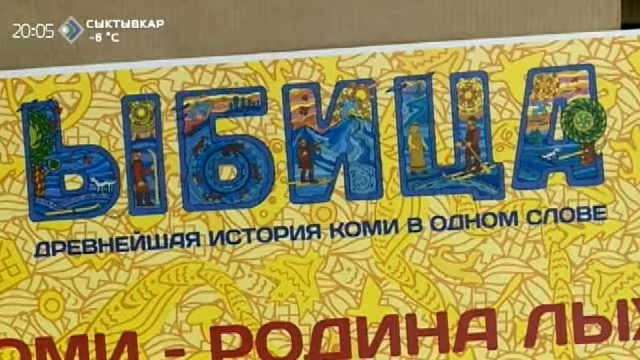 20:05 СЫКТЫВКАР
-6 °C
ЫБИЦА
ДРЕВНЕЙШАЯ ИСТОРИЯ КОМИ В ОДНОМ СЛОВЕ
ОМИ - РОДИНА ЛЫ